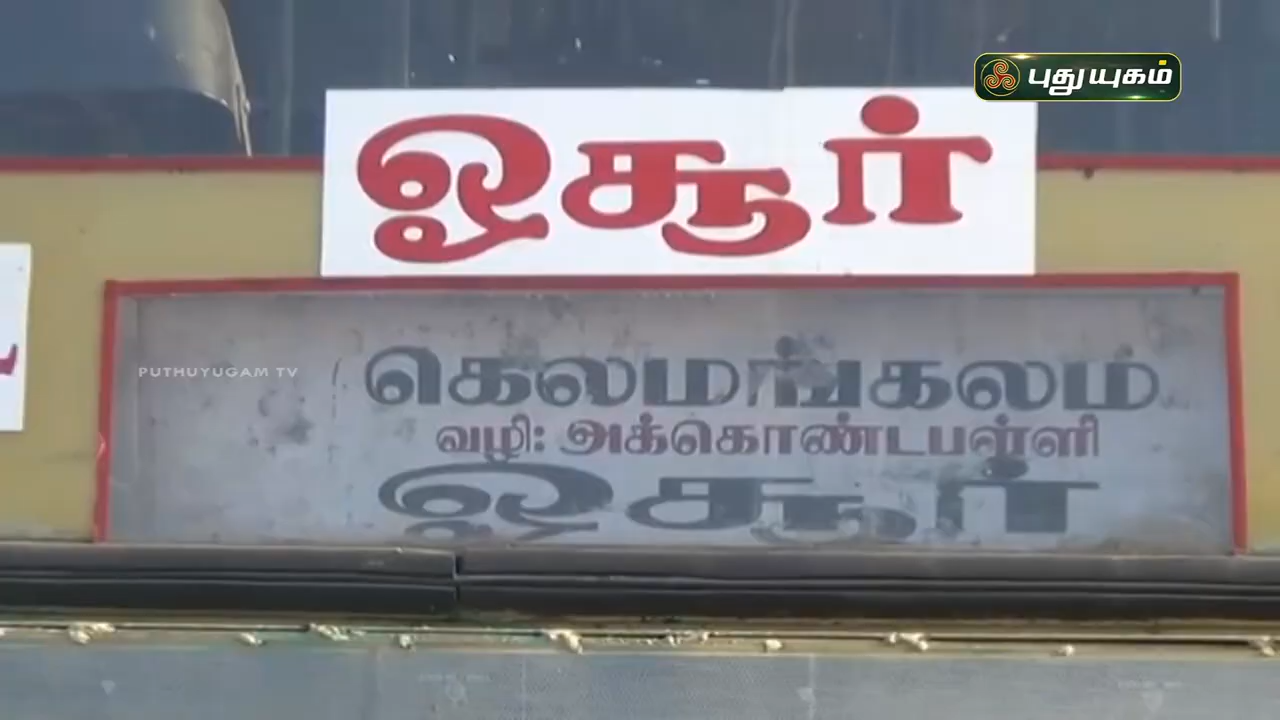 புதுயுகம்
ஓசூர்
PUTHUYUGAM TV
கெலமங்கலம்
வழி: அக்கொண்டபள்ளி
ஓசூர்